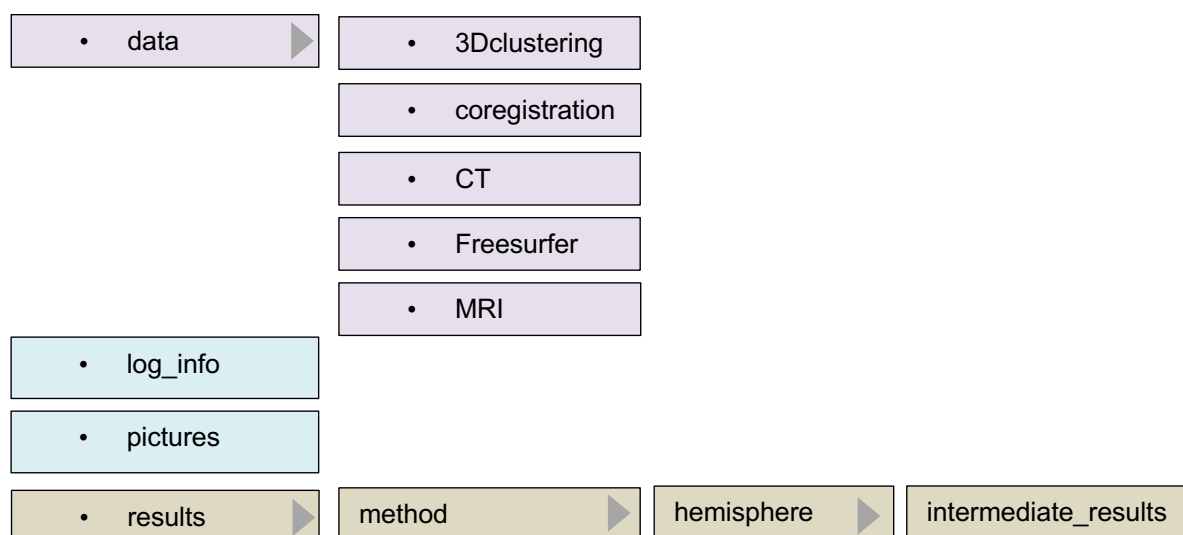 • data
• 3Dclustering
• coregistration
• CT
• Freesurfer
• MRI
• log_info
• pictures
• results
method
hemisphere
intermediate_results